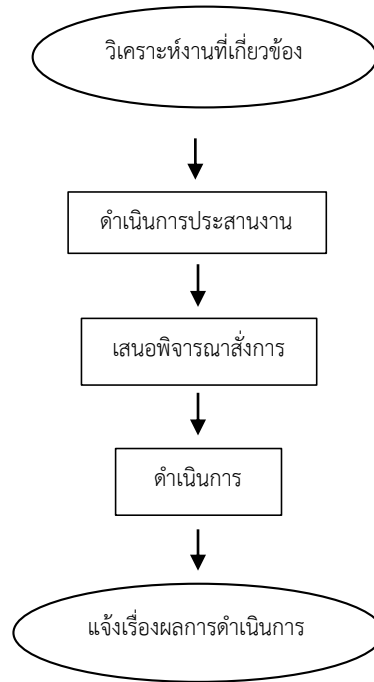 วิเคราะห์งานที่เกี่ยวข้อง
ดำเนินการประสานงาน
เสนอพิจารณาสั่งการ
ดำเนินการ
แจ้งเรื่องผลการดำเนินการ